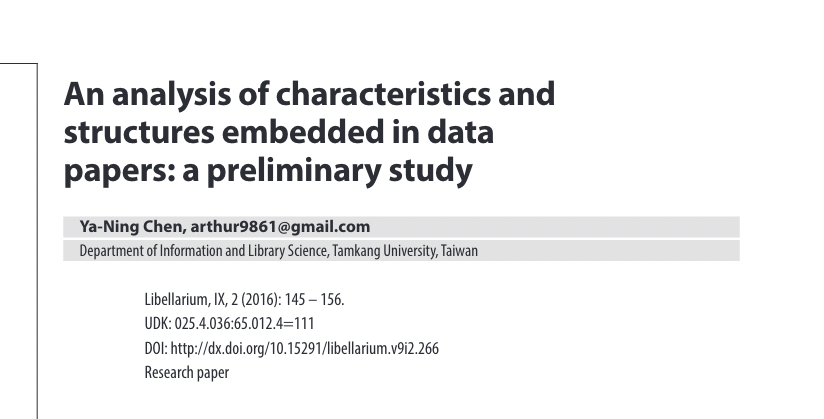 An analysis of characteristics and
structures embedded in data
papers: a preliminary study
Ya-Ning Chen, arthur9861@gmail.com
Department of Information and Library Science, Tamkang University, Taiwan
Libellarium, IX, 2 (2016): 145 – 156.
UDK: 025.4.036:65.012.4=111
DOI: http://dx.doi.org/10.15291/libellarium.v9i2.266
Research paper